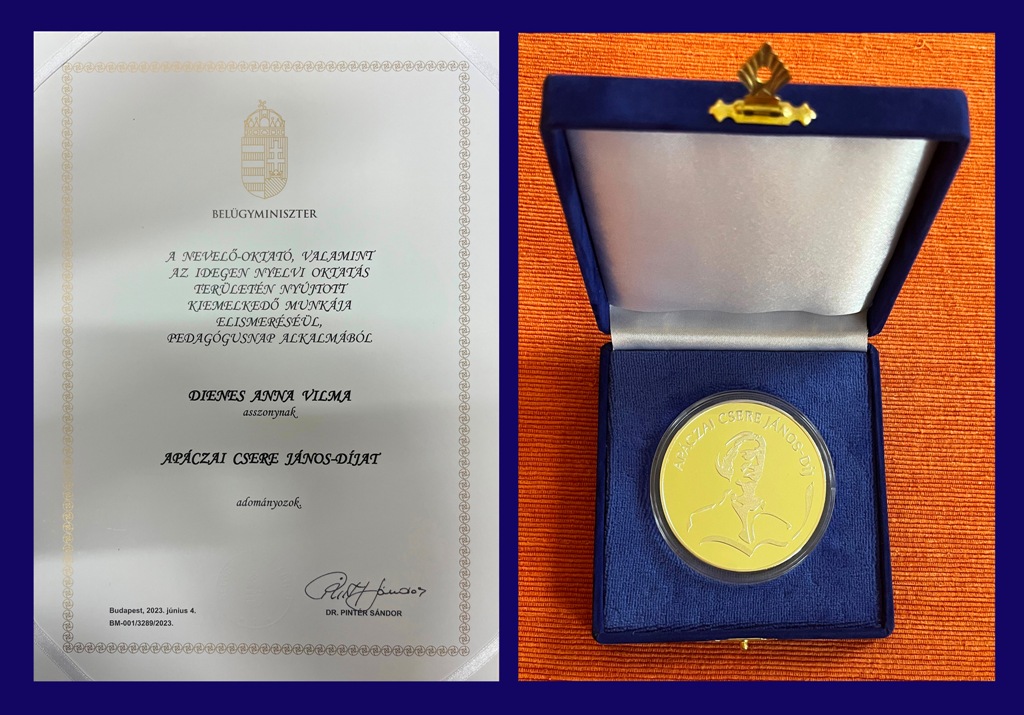 BELÜGYMINISZTER
A NEVELŐ-OKTATÓ, VALAMINT
AZ IDEGEN NYELVI OKTATÁS
TERÜLETÉN NYÚJTOTT
KIEMELKEDŐ MUNKÁJA
ELISMERÉSÉÜL,
PEDAGÓGUSNAP ALKALMÁBÓL
DIENES ANNA VILMA
asszonynak
APÁCZAI CSERE JÁNOS-DÍJAT
adományozok.
Budapest, 2023. június 4.
BM-001/3289/2023.
DR. PINTÉR SÁNDOR
APÁCZAI CSERE JÁNOS-DÍJ